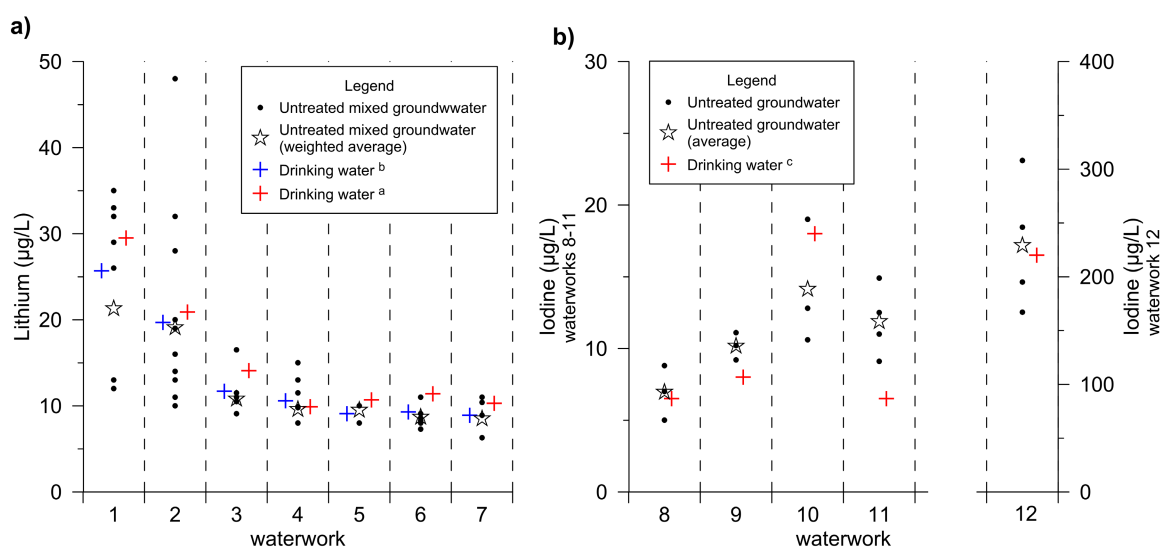 a)
50
40
30
20
10
0
Lithium (µg/L)
Legend
Untreated mixed groundwwater
Untreated mixed groundwater
(weighted average)
Drinking water b
Drinking water a
1 2 3 4 5 6 7
waterwork
b)
30
20
10
0
Iodine (µg/L)
waterworks 8-11
Legend
Untreated groundwater
Untreated groundwater
(average)
Drinking water c
8 9 10 11 12
waterwork
400
300
200
100
0
Iodine (µg/L)
waterwork 12